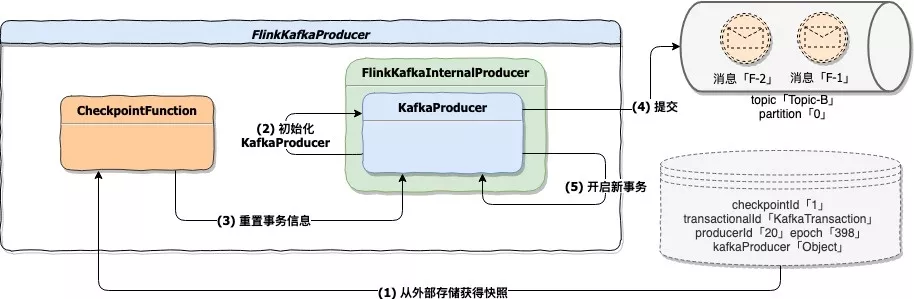 FlinkKafkaProducer
FlinkKafkaInternalProducer
CheckpointFunction
KafkaProducer
(2) 初始化
KafkaProducer
(3) 重置事务信息
(4) 提交
(5) 开启新事务
消息「F-2」
消息「F-1」
topic「Topic-B」
partition「0」
checkpointId「1」
transactionalId「KafkaTransaction」
producerId「20」epoch「398」
kafkaProducer「Object」
(1) 从外部存储获得快照